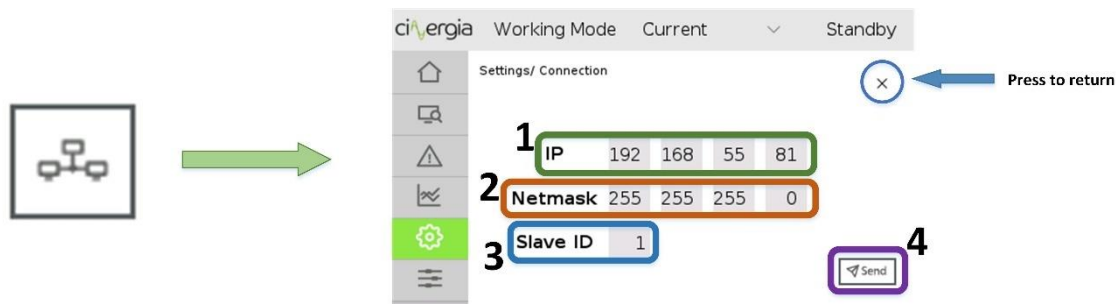 cinergia Working Mode Current Standby
Settings/ Connection
Press to return
1 IP 192 168 55 81
2 Netmask 255 255 255 0
3 Slave ID 1
4
Send